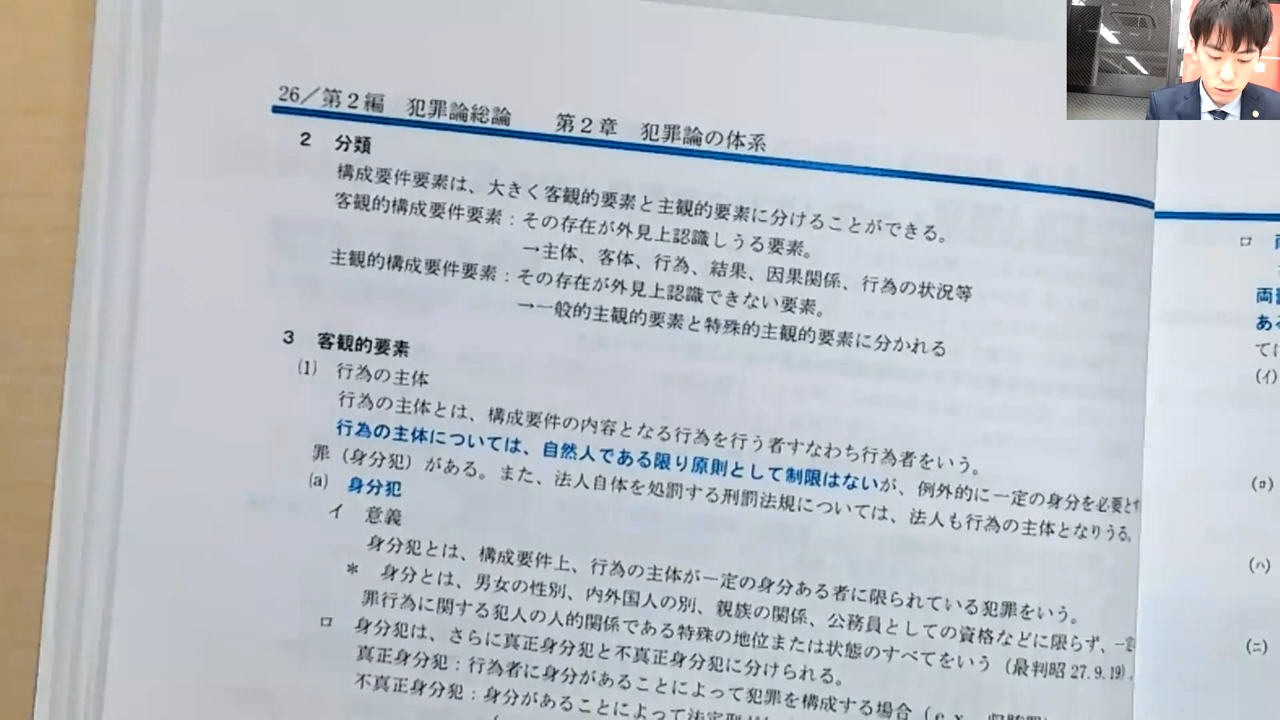 26／第2編　犯罪論総論　　第2章　犯罪論の体系
2　分類
構成要件要素は、大きく客観的要素と主観的要素に分けることができる。
客観的構成要件要素：その存在が外見上認識しうる要素。
→主体、客体、行為、結果、因果関係、行為の状況等
主観的構成要件要素：その存在が外見上認識できない要素。
→一般的主観的要素と特殊的主観的要素に分かれる
3　客観的要素
(1)　行為の主体
行為の主体とは、構成要件の内容となる行為を行う者すなわち行為者をいう。
行為の主体については、自然人である限り原則として制限はないが、例外的に一定の身分を必要とす
罪（身分犯）がある。また、法人自体を処罰する刑罰法規については、法人も行為の主体となりうる。
(a)　身分犯
イ　意義
身分犯とは、構成要件上、行為の主体が一定の身分ある者に限られている犯罪をいう。
＊　身分とは、男女の性別、内外国人の別、親族の関係、公務員としての資格などに限らず、一定
罪行為に関する犯人の人的関係である特殊の地位または状態のすべてをいう（最判昭27.9.19）。
ロ　身分犯は、さらに真正身分犯と不真正身分犯に分けられる。
真正身分犯：行為者に身分があることによって犯罪を構成する場合（ｅ.ｘ.
不真正身分犯：身分があることによって法定刑が
ロ
両
ある
て
(イ)
(ロ)
(ハ)
(ニ)